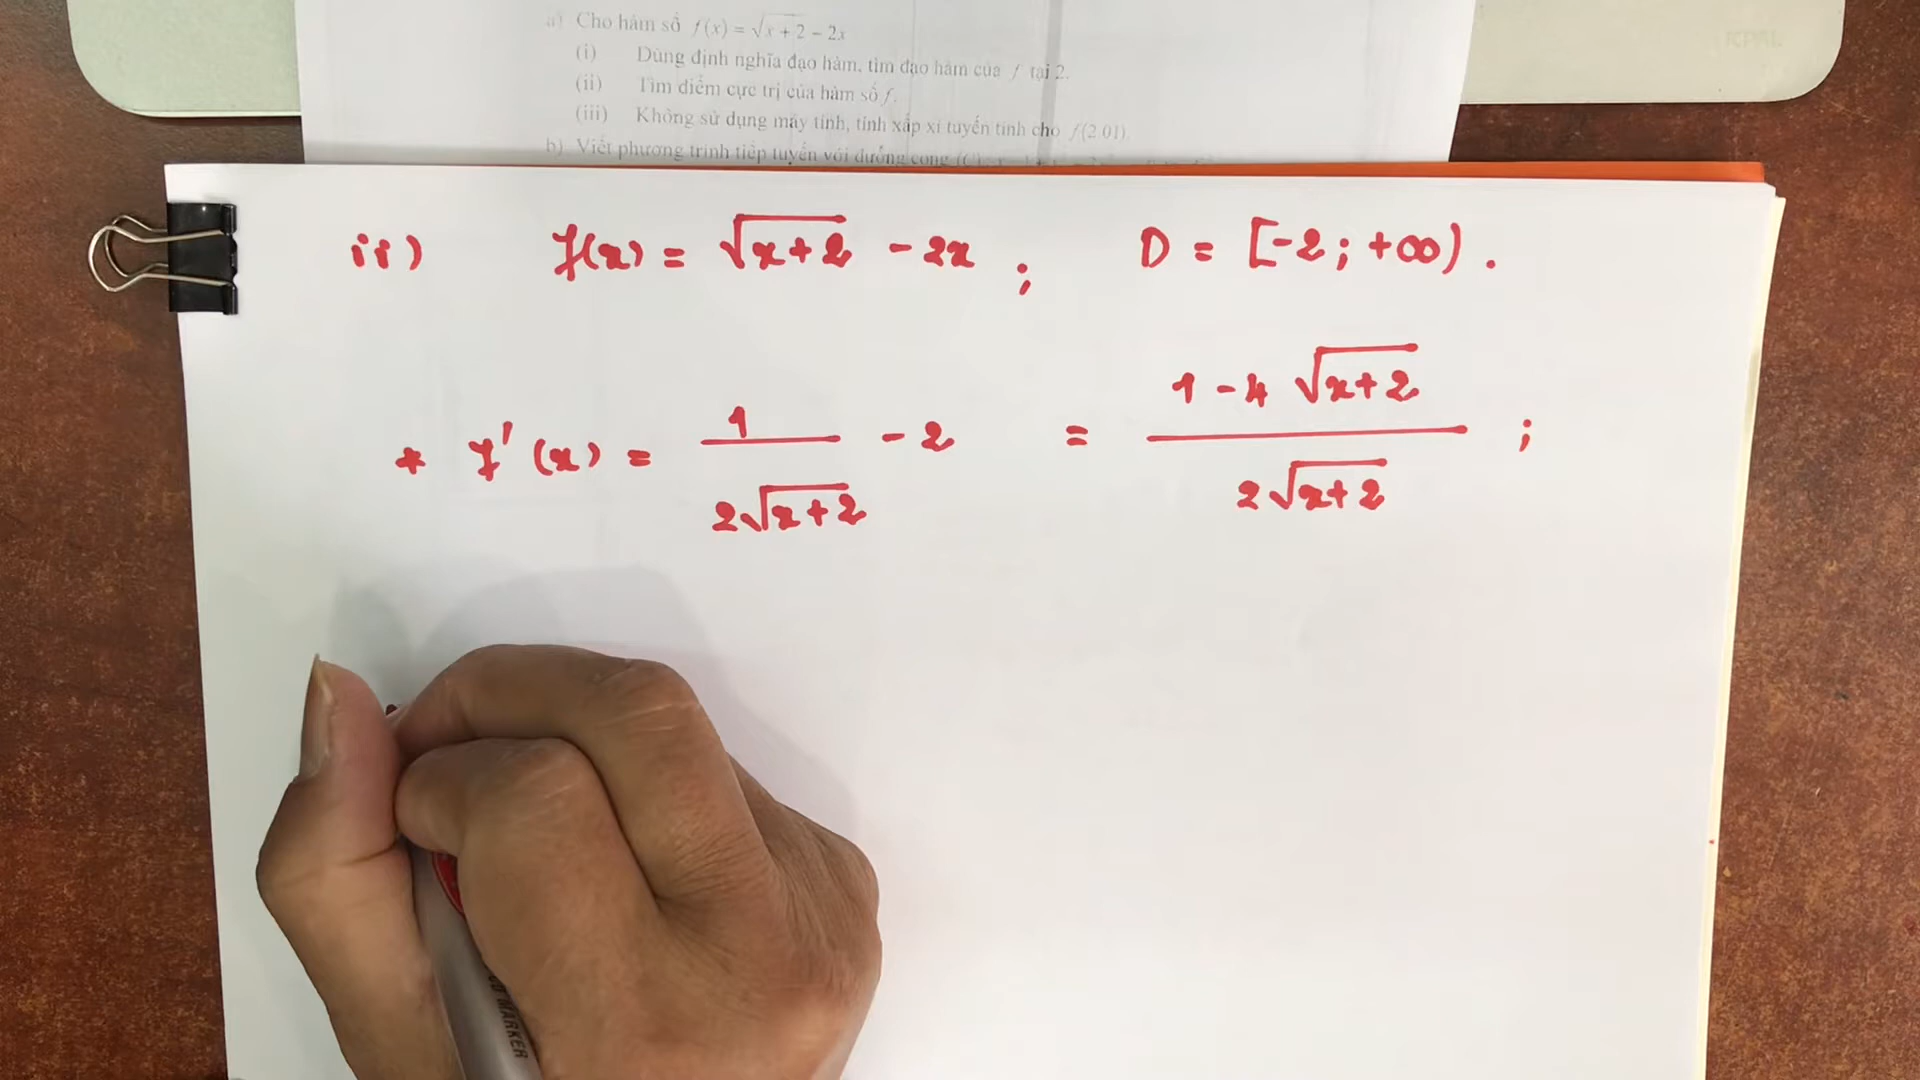 a) Cho hàm số f(x) = √(x + 2) − 2x
(i) Dùng định nghĩa đạo hàm, tìm đạo hàm của f tại 2.
(ii) Tìm điểm cực trị của hàm số f.
(iii) Không sử dụng máy tính, tính xấp xỉ tuyến tính cho f(2.01).
b) Viết phương trình tiếp tuyến với đường cong
ii) f(x) = √(x+2) - 2x ; D = [-2; +∞) .
* f'(x) = 1/(2√(x+2)) - 2 = (1 - 4√(x+2))/(2√(x+2)) ;
MARKER